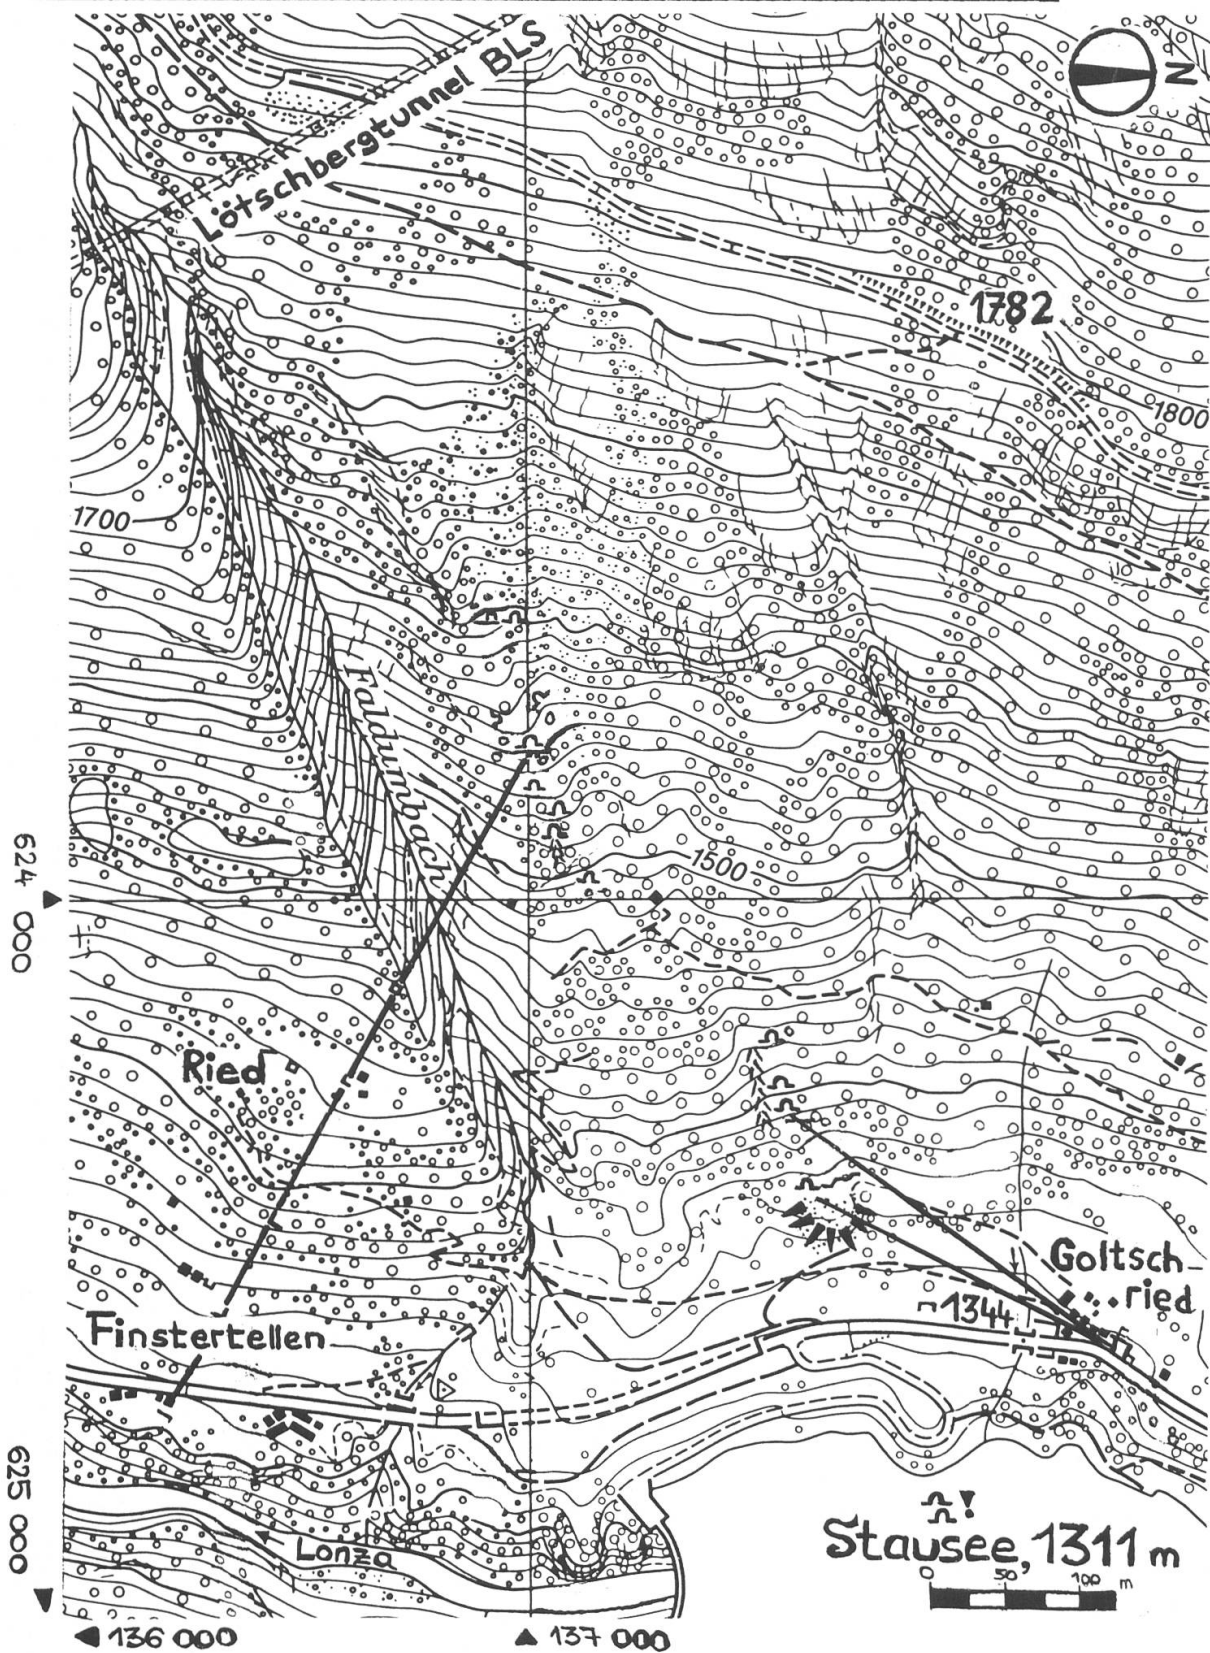 N
Lötschbergtunnel BLS
1782
1800
1700
Faldumbach
1500
624 000
Ried
Goltsch-
ried
1344
Finstertellen
625 000
Stausee, 1311 m
Lonza
0 50 100 m
136 000
137 000